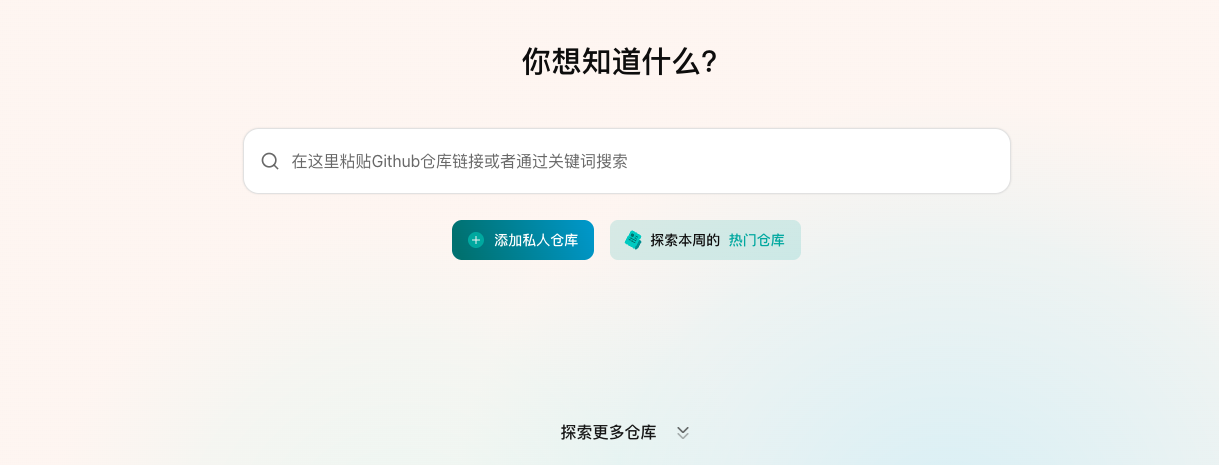 你想知道什么?
在这里粘贴Github仓库链接或者通过关键词搜索
添加私人仓库
探索本周的 热门仓库
探索更多仓库